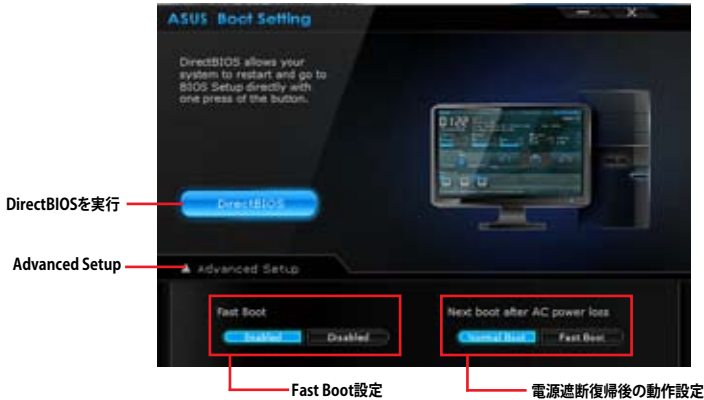 ASUS Boot Setting
DirectBIOS allows your
system to restart and go to
BIOS Setup directly with
one press of the button.
DirectBIOSを実行
DirectBIOS
Advanced Setup
Advanced Setup
Fast Boot
Enabled Disabled
Next boot after AC power loss
Normal Boot Fast Boot
Fast Boot設定
電源遮断復帰後の動作設定